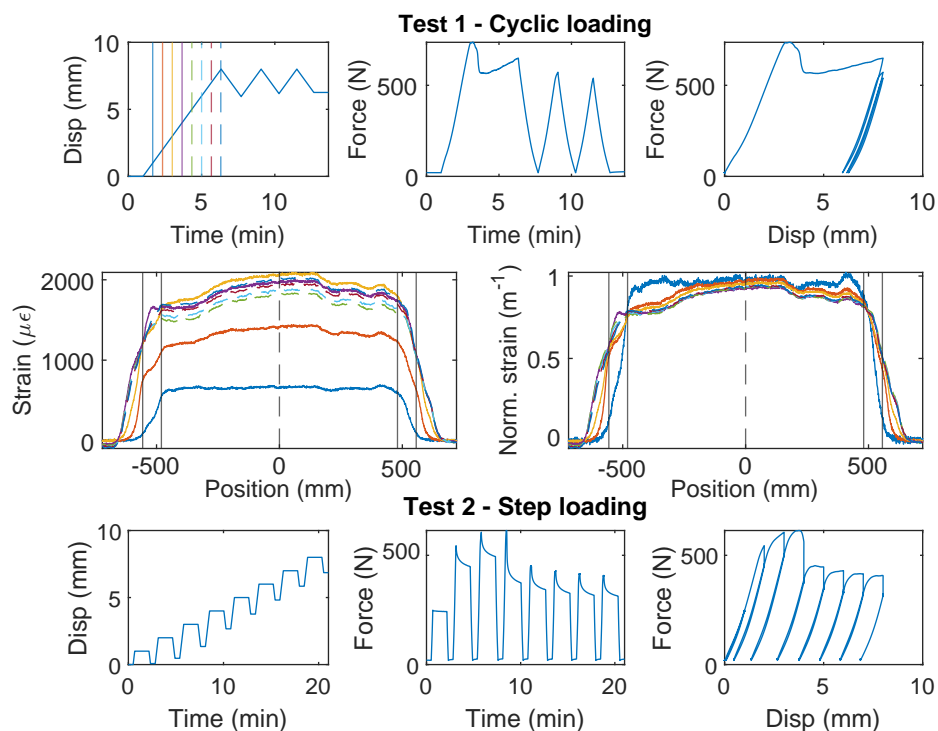 Test 1 - Cyclic loading
Disp (mm)
10
5
0
0
5
10
Time (min)
Force (N)
500
0
0
5
10
Time (min)
Force (N)
500
0
0
5
10
Disp (mm)
Strain (με)
2000
1000
0
-500
0
500
Position (mm)
Norm. strain (m⁻¹)
1
0.5
0
-500
0
500
Position (mm)
Test 2 - Step loading
Disp (mm)
10
5
0
0
10
20
Time (min)
Force (N)
500
0
0
10
20
Time (min)
Force (N)
500
0
0
5
10
Disp (mm)